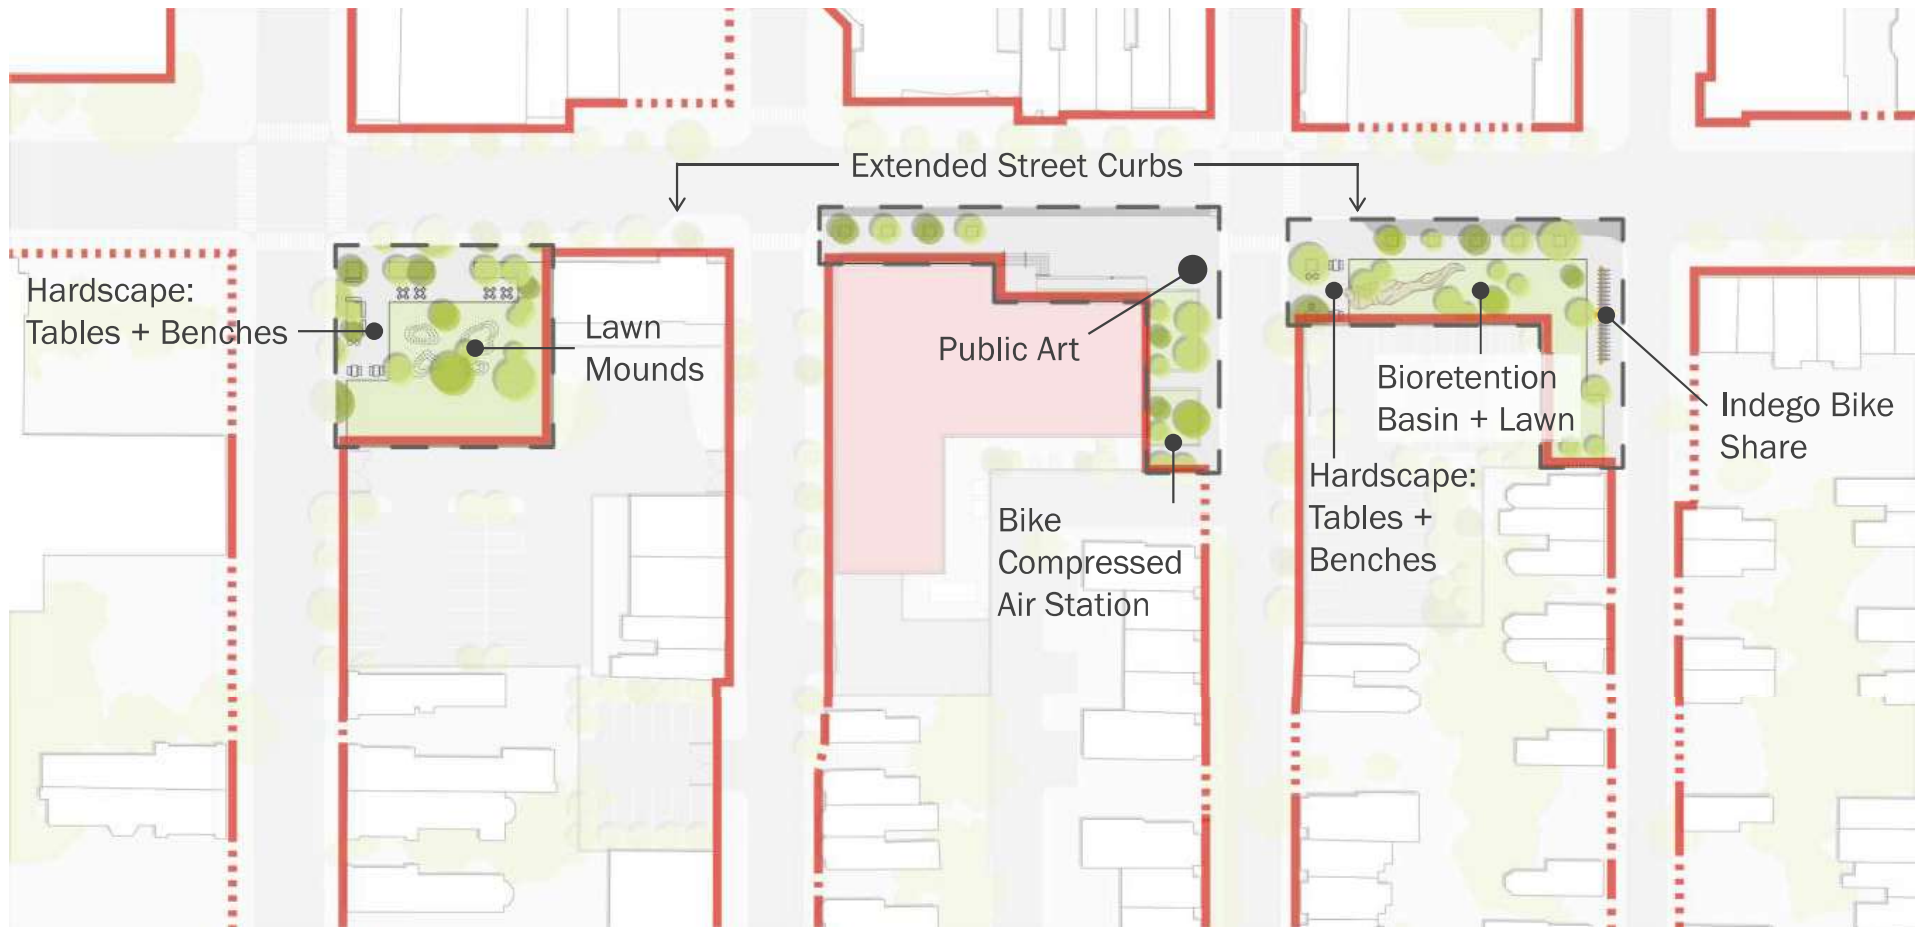 Extended Street Curbs
Hardscape:
Tables + Benches
Lawn
Mounds
Public Art
Bike
Compressed
Air Station
Bioretention
Basin + Lawn
Hardscape:
Tables +
Benches
Indego Bike
Share